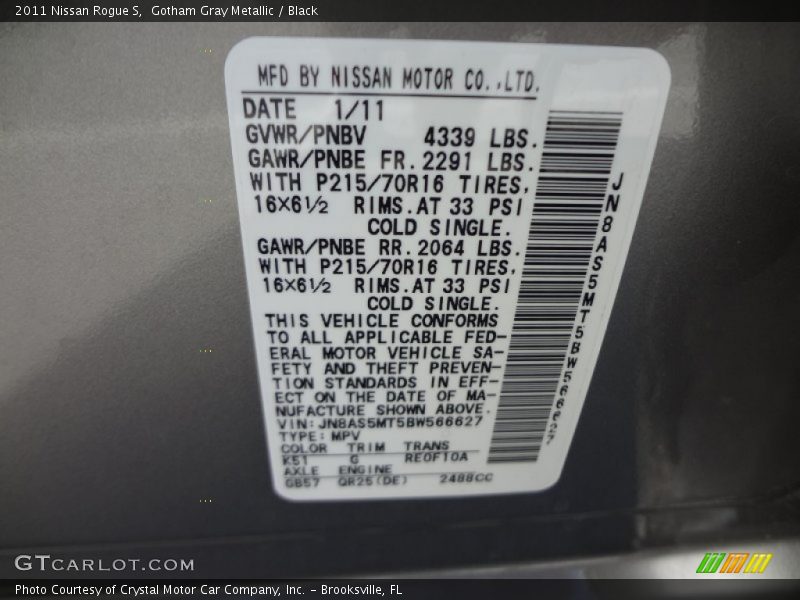 2011 Nissan Rogue S,  Gotham Gray Metallic / Black
MFD BY NISSAN MOTOR CO.,LTD.
DATE 1/11
GVWR/PNBV 4339 LBS.
GAWR/PNBE FR.2291 LBS.
WITH P215/70R16 TIRES,
16×6½ RIMS.AT 33 PSI
COLD SINGLE.
GAWR/PNBE RR.2064 LBS.
WITH P215/70R16 TIRES,
16×6½ RIMS.AT 33 PSI
COLD SINGLE.
THIS VEHICLE CONFORMS
TO ALL APPLICABLE FED-
ERAL MOTOR VEHICLE SA-
FETY AND THEFT PREVEN-
TION STANDARDS IN EFF-
ECT ON THE DATE OF MA-
NUFACTURE SHOWN ABOVE.
VIN:JN8AS5MT5BW566627
TYPE:MPV
COLOR TRIM TRANS
K51 G RE0F10A
AXLE ENGINE
GB57 QR25(DE) 2488CC
JN8AS5MT5BW566627
GTCARLOT.COM
Photo Courtesy of Crystal Motor Car Company, Inc. – Brooksville, FL